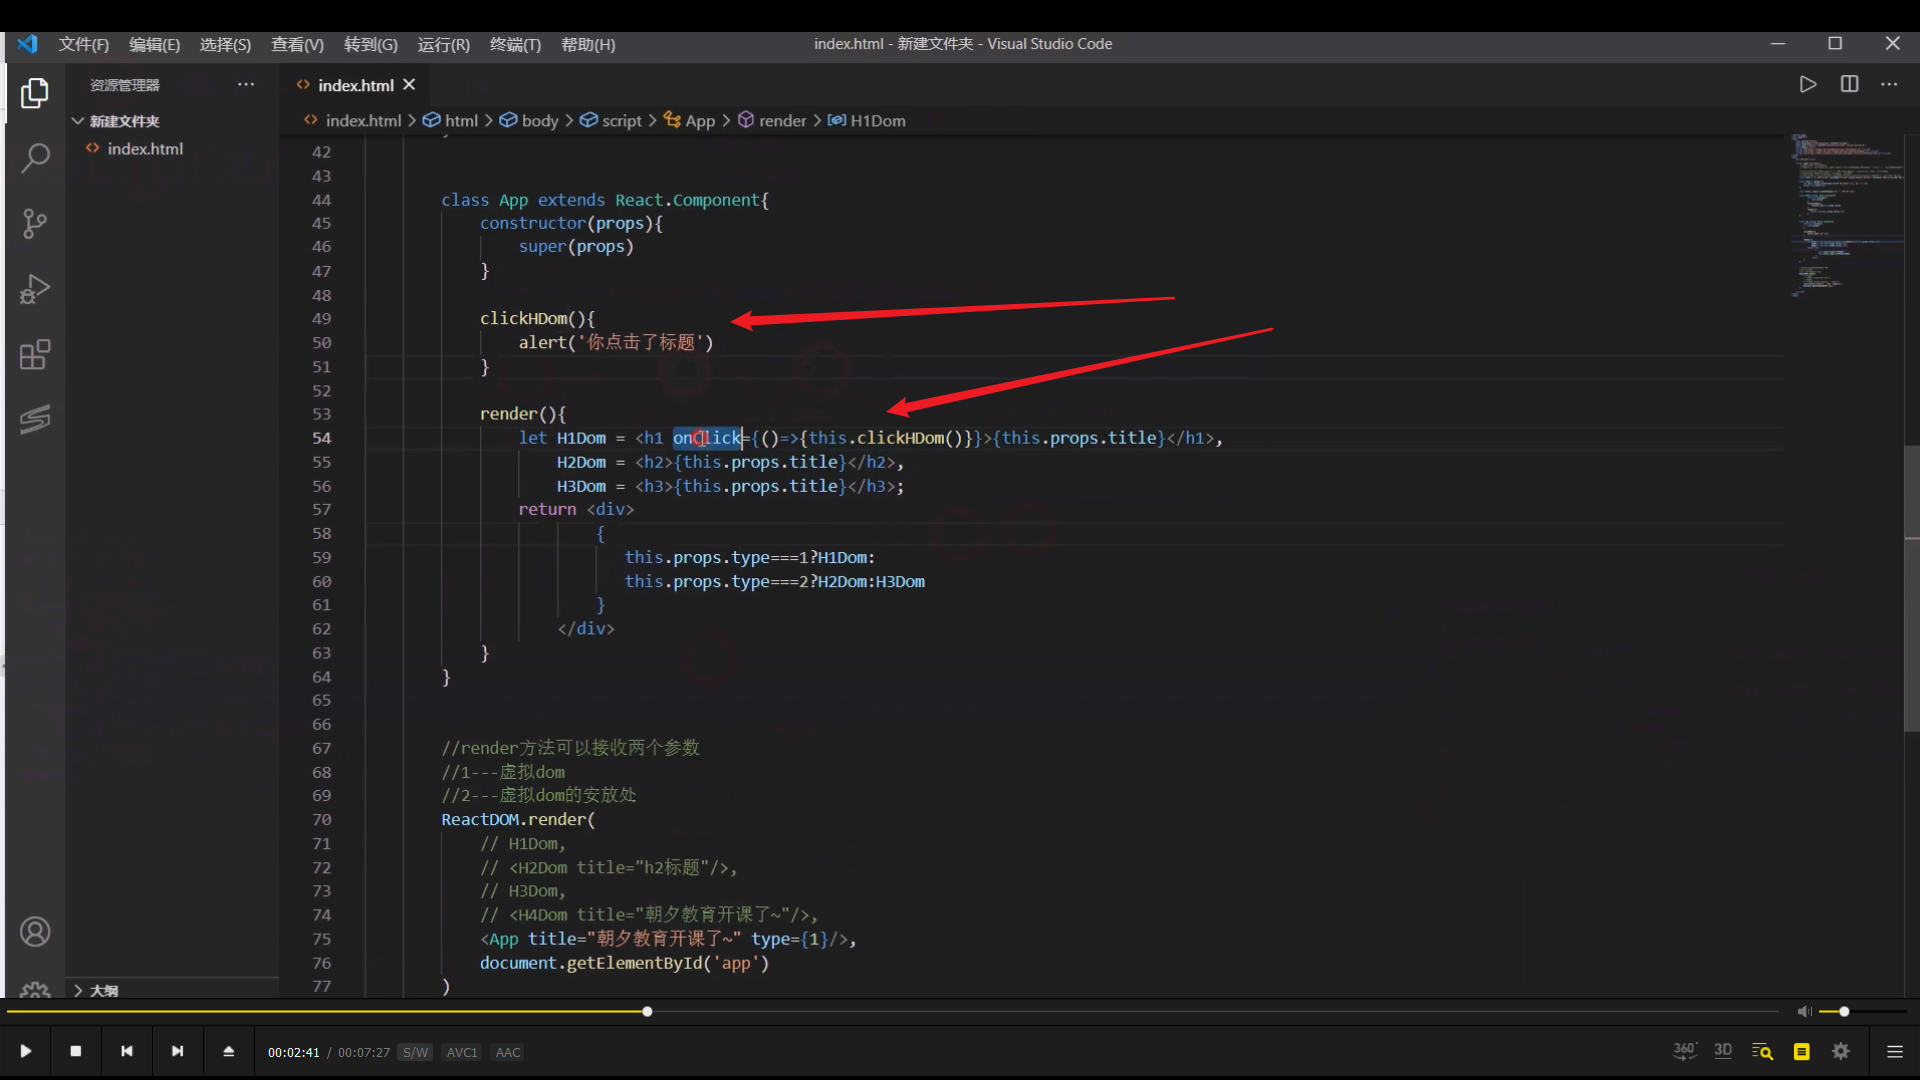 文件(F) 编辑(E) 选择(S) 查看(V) 转到(G) 运行(R) 终端(T) 帮助(H) index.html - 新建文件夹 - Visual Studio Code
资源管理器 ··· <> index.html
新建文件夹 index.html > html > body > script > App > render > H1Dom
<> index.html
42
43
44 class App extends React.Component{
45 constructor(props){
46 super(props)
47 }
48
49 clickHDom(){
50 alert('你点击了标题')
51 }
52
53 render(){
54 let H1Dom = <h1 onClick={()=>{this.clickHDom()}}>{this.props.title}</h1>,
55 H2Dom = <h2>{this.props.title}</h2>,
56 H3Dom = <h3>{this.props.title}</h3>;
57 return <div>
58 {
59 this.props.type===1?H1Dom:
60 this.props.type===2?H2Dom:H3Dom
61 }
62 </div>
63 }
64 }
65
66
67 //render方法可以接收两个参数
68 //1---虚拟dom
69 //2---虚拟dom的安放处
70 ReactDOM.render(
71 // H1Dom,
72 // <H2Dom title="h2标题"/>,
73 // H3Dom,
74 // <H4Dom title="朝夕教育开课了~"/>,
75 <App title="朝夕教育开课了~" type={1}/>,
76 document.getElementById('app')
77 )
大纲
00:02:41 / 00:07:27 S/W AVC1 AAC 360° 3D